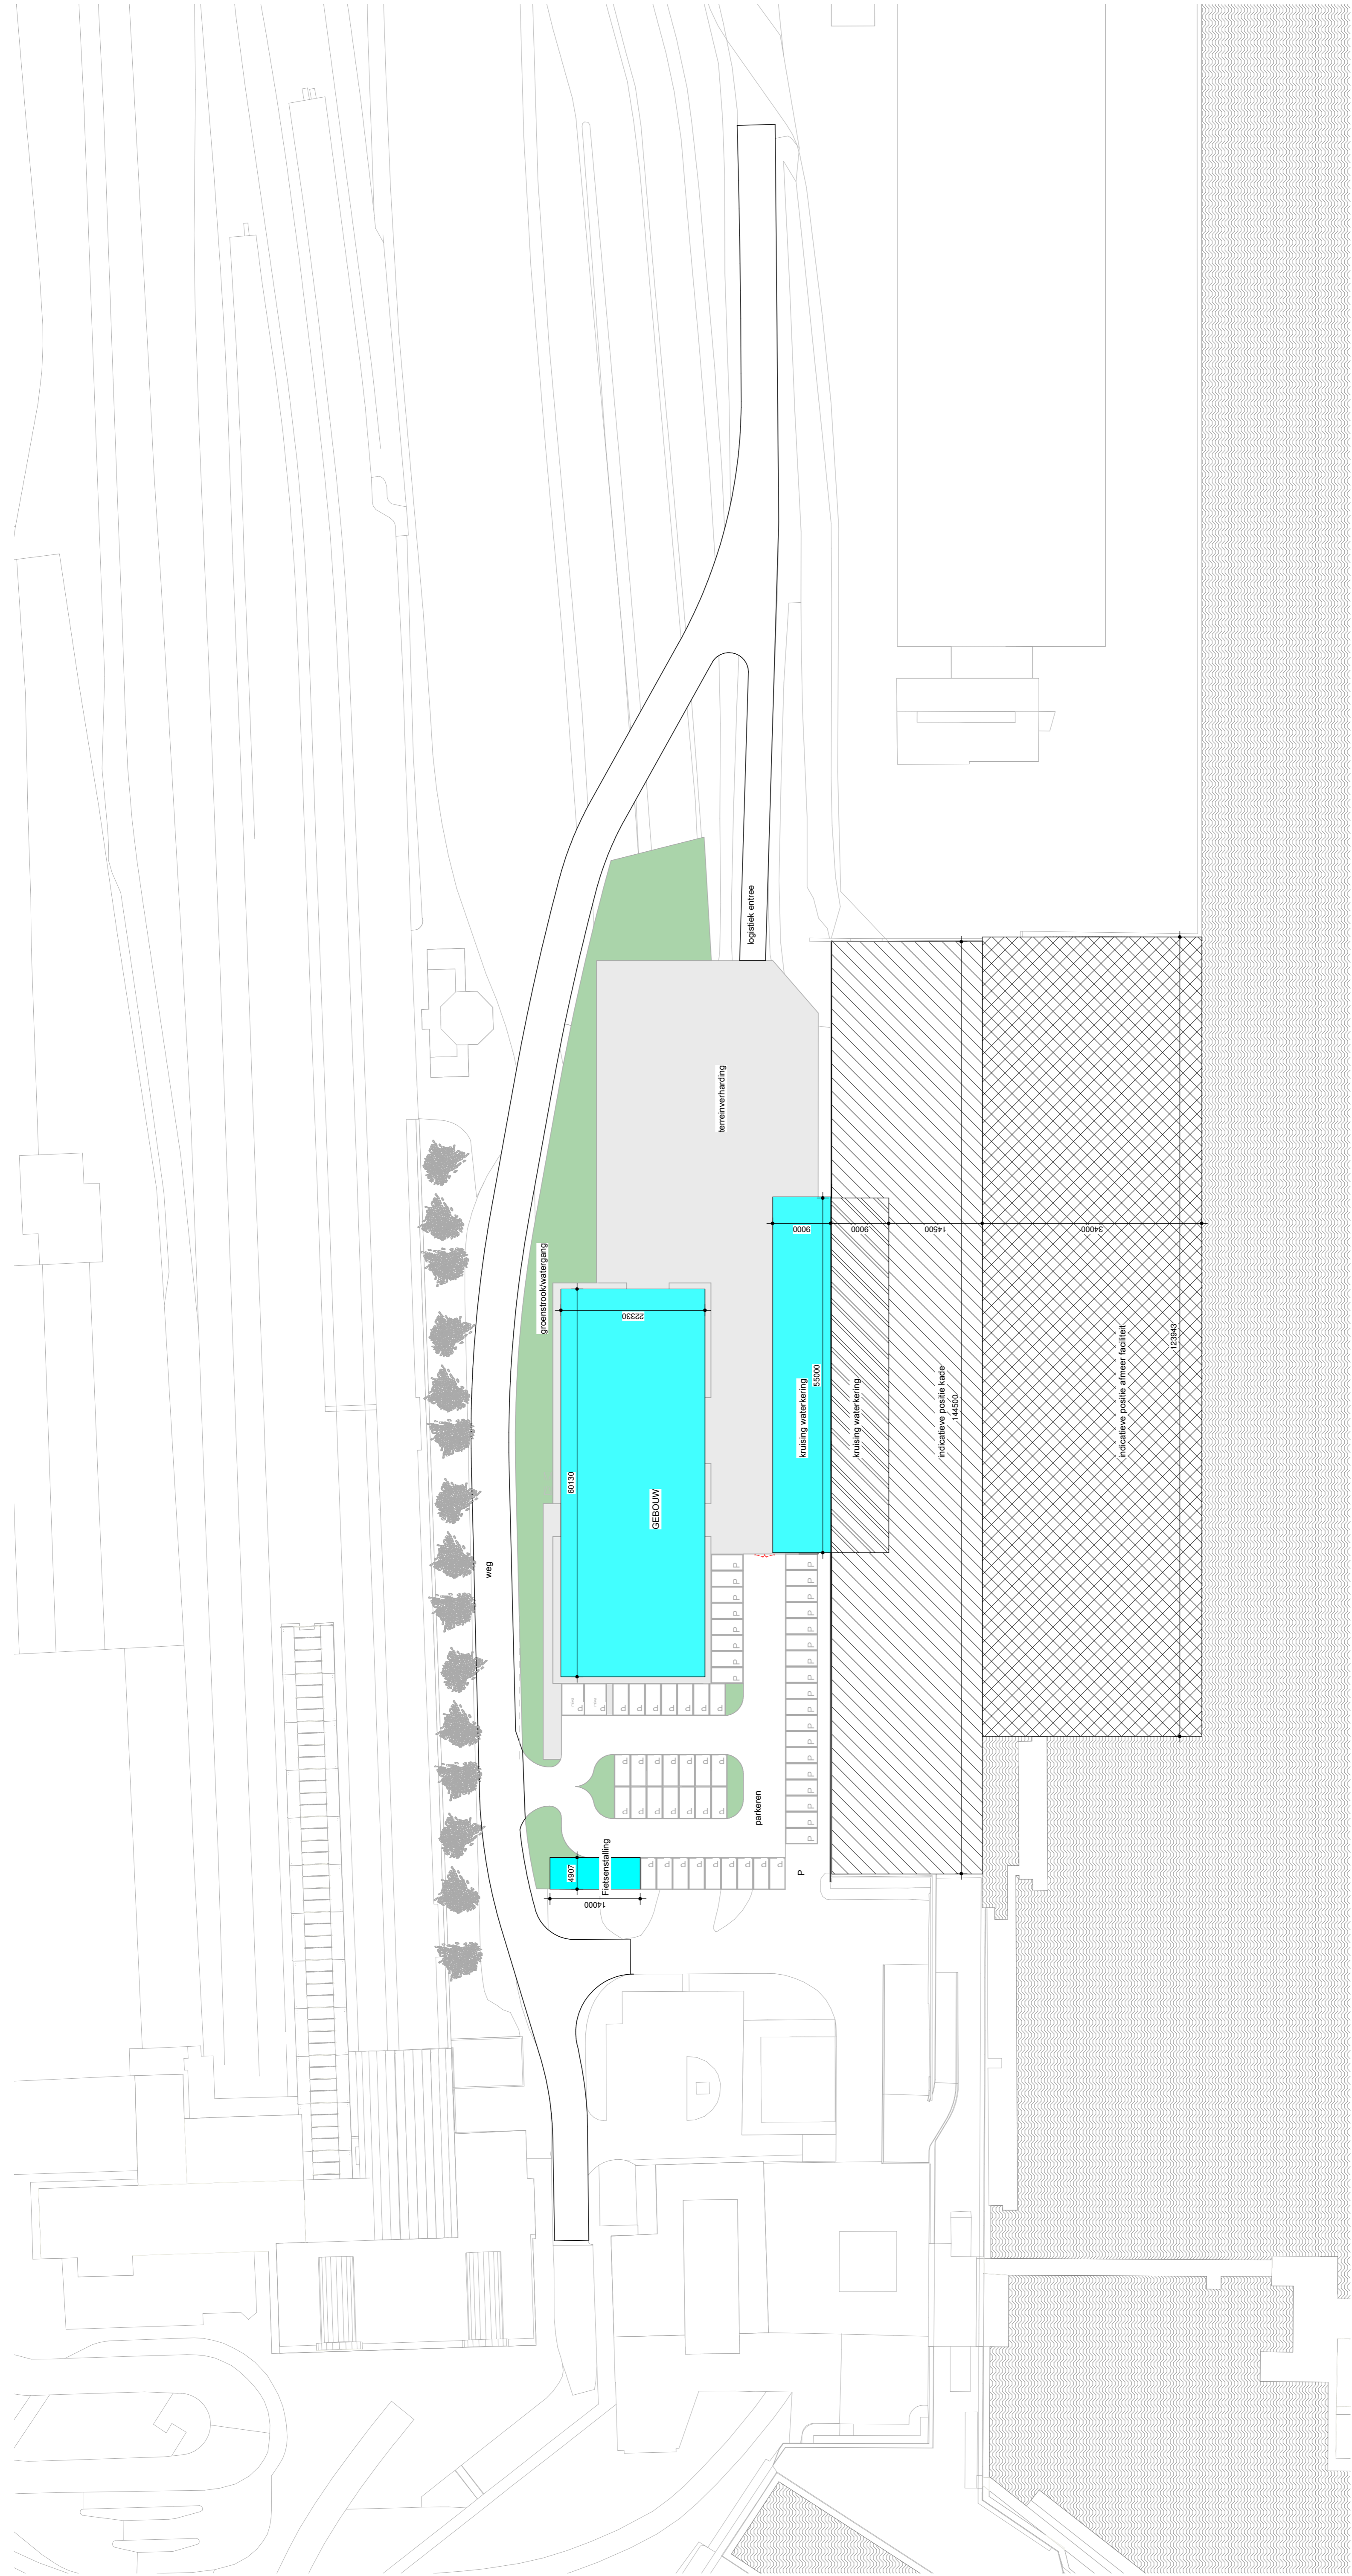 logistiek entree
terreinverharding
groenstrook/watergang
9000
9000
14500
34000
22330
123943
55000
kruising waterkering
kruising waterkering
indicatieve positie kade
144500
indicatieve positie afmeer faciliteit
60130
GEBOUW
weg
P P P P P P P P
P P P P P P P P P P P P P P P P P P
P P P P P P P P P
P P P P P P P
P P P P P P P
parkeren
Fietsenstalling
4907
14000
P P P P P P P P P
P